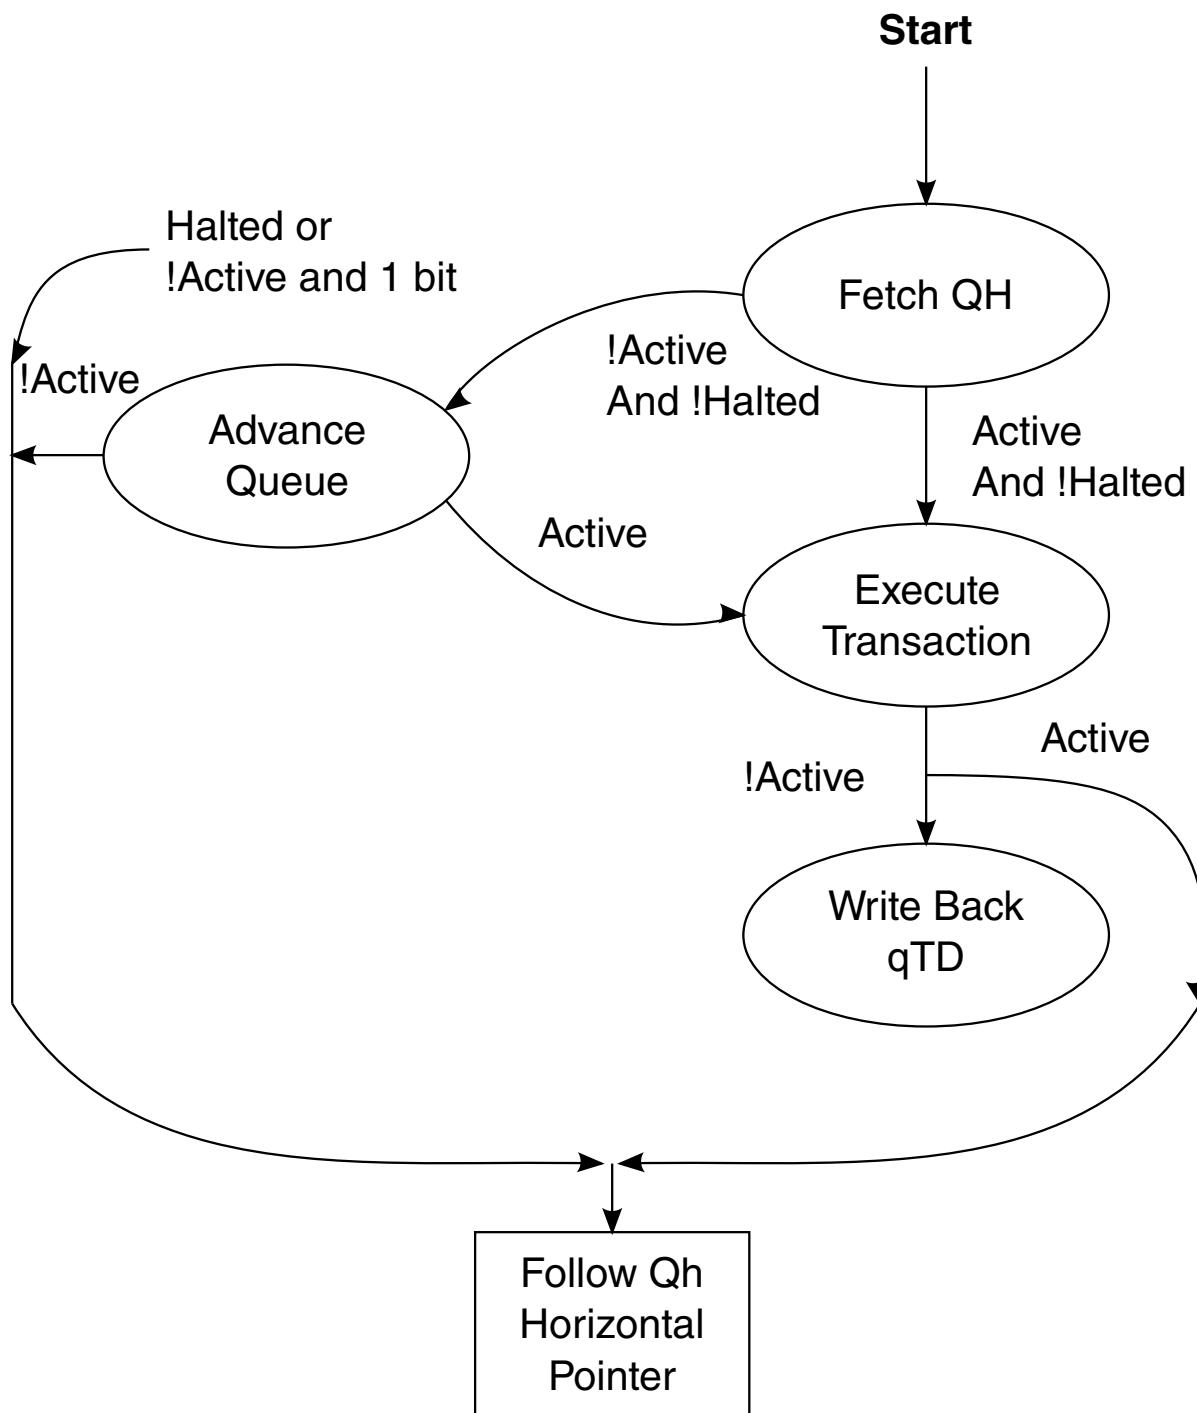 Start
Halted or
!Active and 1 bit
Fetch QH
!Active
And !Halted
!Active
Advance
Queue
Active
And !Halted
Active
Execute
Transaction
Active
!Active
Write Back
qTD
Follow Qh
Horizontal
Pointer